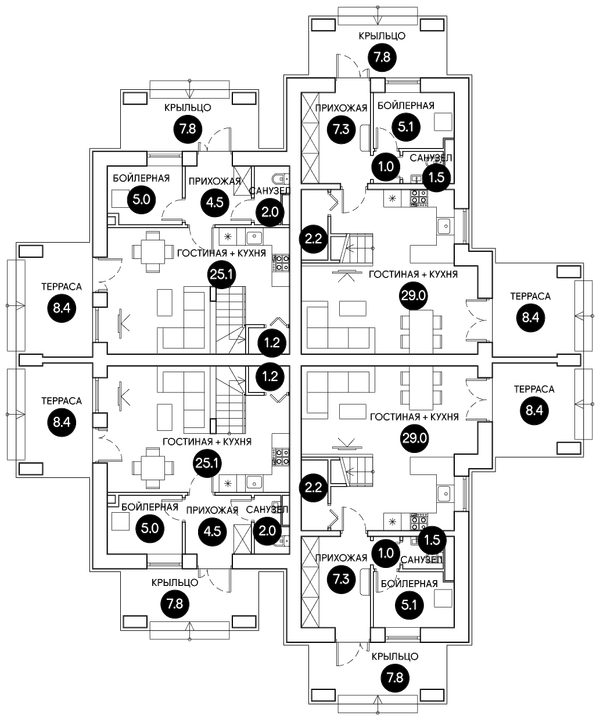 КРЫЛЬЦО
7.8
КРЫЛЬЦО
7.8
ПРИХОЖАЯ
7.3
БОЙЛЕРНАЯ
5.1
1.0
САНУЗЕЛ
1.5
БОЙЛЕРНАЯ
5.0
ПРИХОЖАЯ
4.5
САНУЗЕЛ
2.0
2.2
ГОСТИНАЯ + КУХНЯ
25.1
ГОСТИНАЯ + КУХНЯ
29.0
ТЕРРАСА
8.4
ТЕРРАСА
8.4
1.2
1.2
ТЕРРАСА
8.4
ТЕРРАСА
8.4
ГОСТИНАЯ + КУХНЯ
29.0
ГОСТИНАЯ + КУХНЯ
25.1
2.2
БОЙЛЕРНАЯ
5.0
ПРИХОЖАЯ
4.5
САНУЗЕЛ
2.0
1.5
1.0
САНУЗЕЛ
ПРИХОЖАЯ
7.3
БОЙЛЕРНАЯ
5.1
КРЫЛЬЦО
7.8
КРЫЛЬЦО
7.8